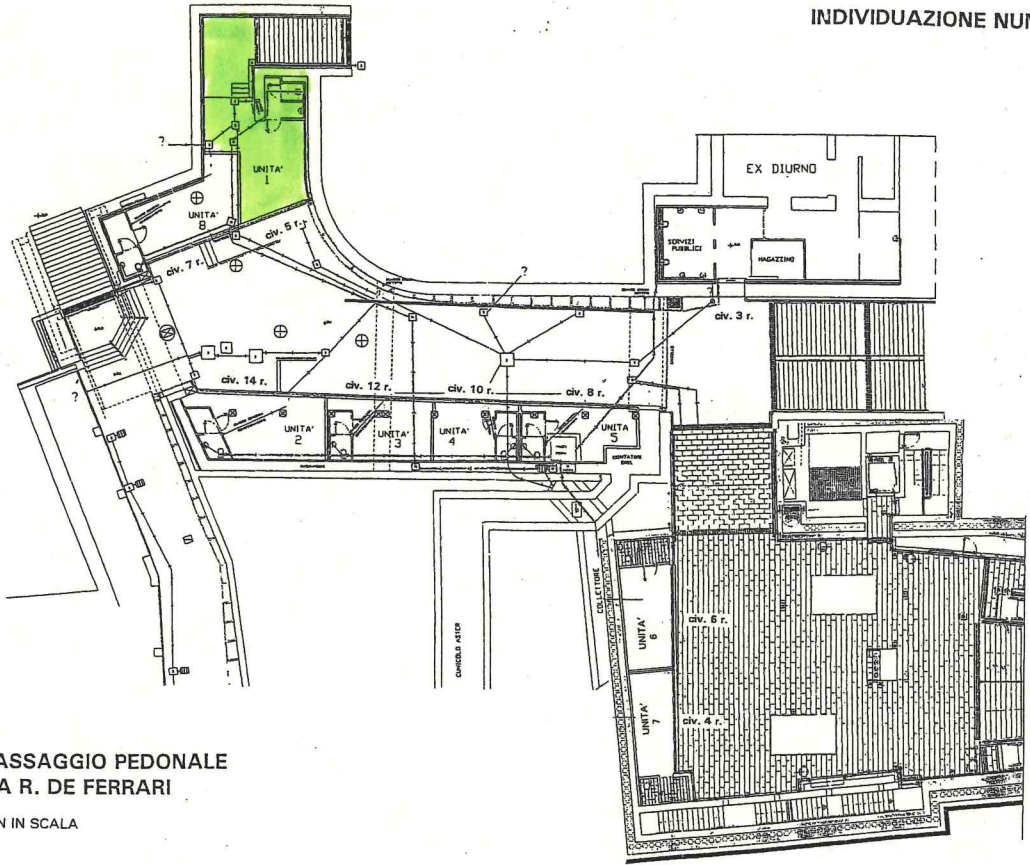 INDIVIDUAZIONE NUM
?
UNITA'
1
EX DIURNO
UNITA'
8
civ. 5 r.
SERVIZI
PUBBLICI
MAGAZZINO
civ. 7 r.
?
civ. 3 r.
civ. 14 r.
civ. 12 r.
civ. 10 r.
civ. 8 r.
?
UNITA'
2
UNITA'
3
UNITA'
4
UNITA
5
CONTATORI
ENEL
COLLETTORE
CUNICOLO ASTER
UNITA'
6
civ. 6 r.
UNITA'
7
civ. 4 r.
ASSAGGIO PEDONALE
A R. DE FERRARI
N IN SCALA